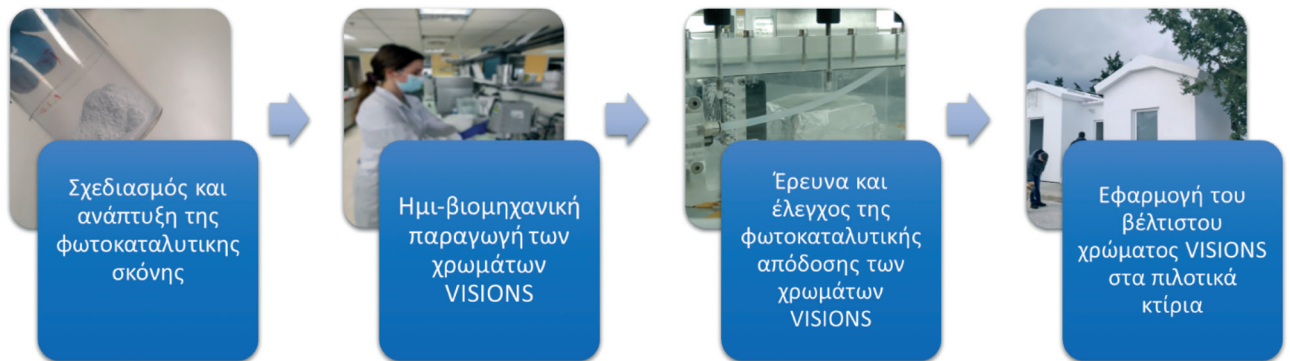 Σχεδιασμός και
ανάπτυξη της
φωτοκαταλυτικης
σκόνης
Ημι-βιομηχανική
παραγωγή των
χρωμάτων
VISIONS
Έρευνα και
έλεγχος της
φωτοκαταλυτικής
απόδοσης των
χρωμάτων
VISIONS
Εφαρμογή του
βέλτιστου
χρώματος VISIONS
στα πιλοτικά
κτίρια